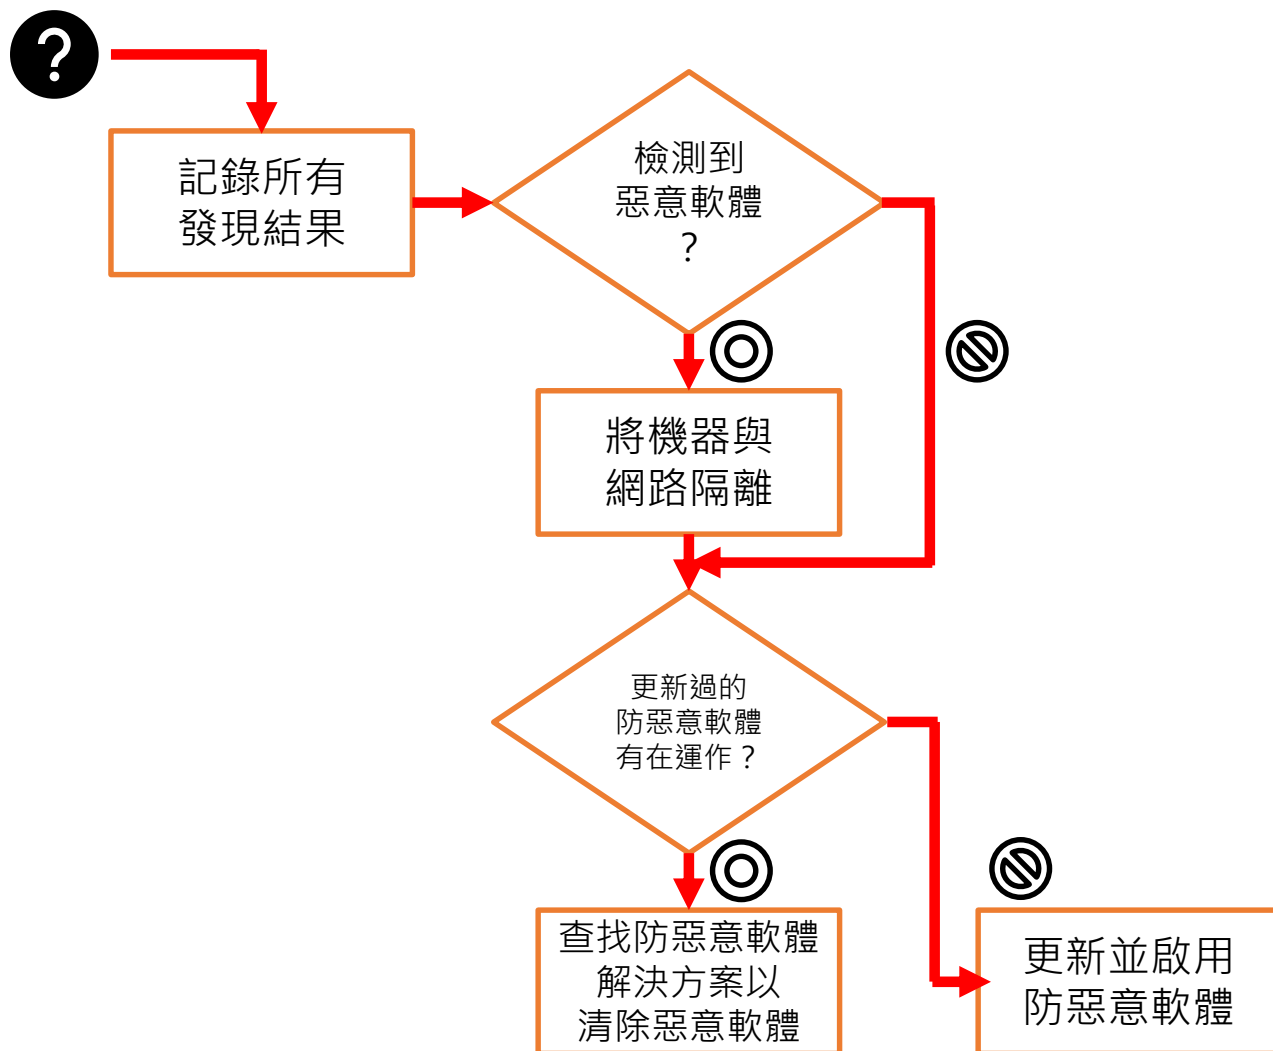 ?
記錄所有
發現結果
檢測到
惡意軟體
？
將機器與
網路隔離
更新過的
防惡意軟體
有在運作？
查找防惡意軟體
解決方案以
清除惡意軟體
更新並啟用
防惡意軟體